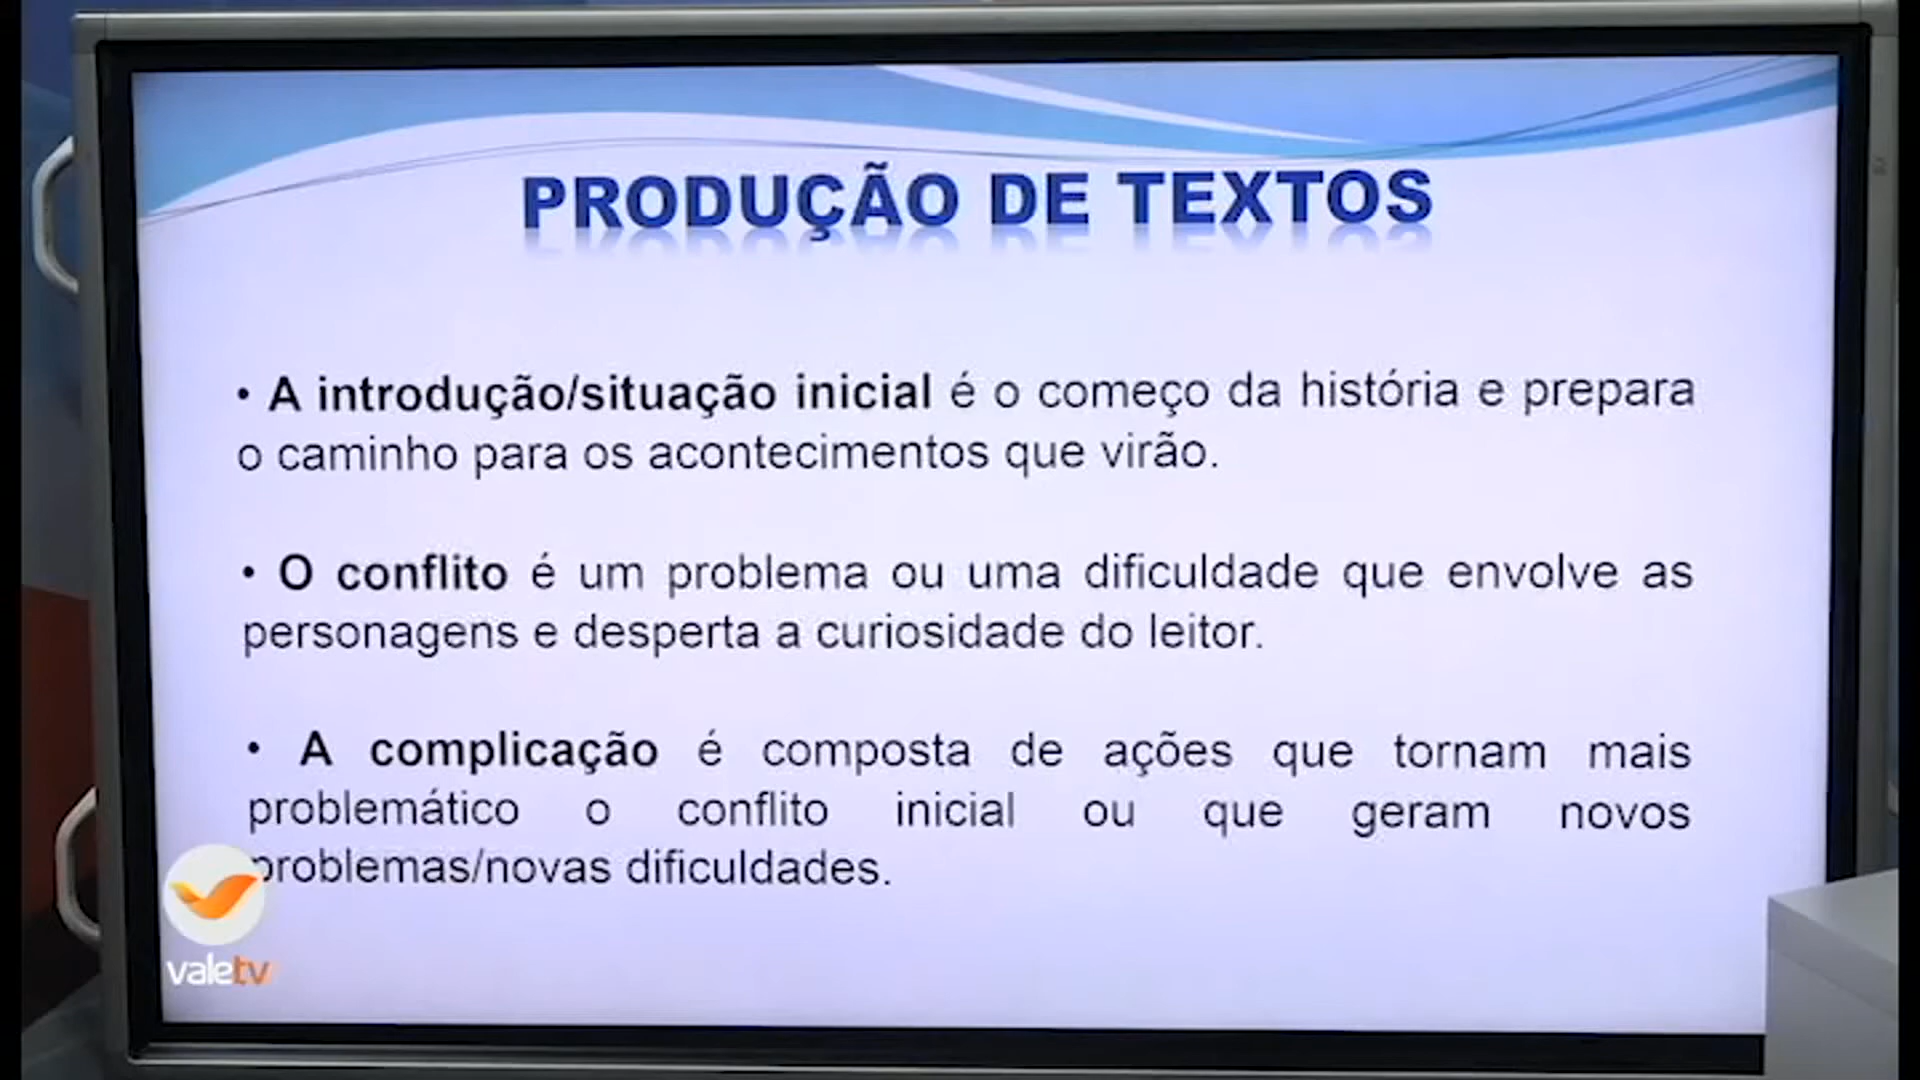 PRODUÇÃO DE TEXTOS
• A introdução/situação inicial é o começo da história e prepara
o caminho para os acontecimentos que virão.
• O conflito é um problema ou uma dificuldade que envolve as
personagens e desperta a curiosidade do leitor.
• A complicação é composta de ações que tornam mais
problemático o conflito inicial ou que geram novos
problemas/novas dificuldades.
valetv